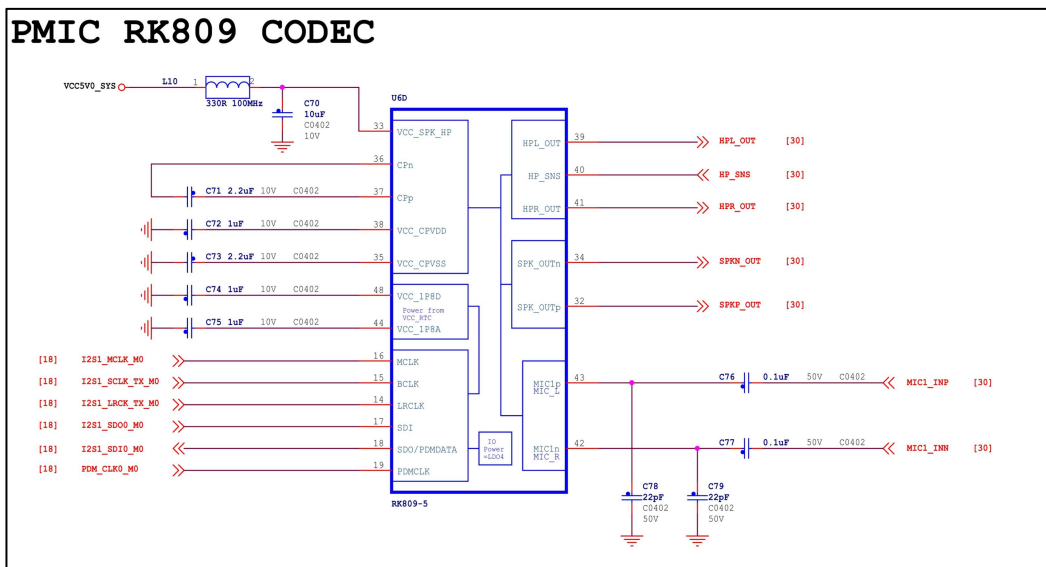 PMIC RK809 CODEC
VCC5V0_SYS
L10
1
2
330R 100MHz
C70
10uF
C0402
10V
U6D
33
VCC_SPK_HP
36
CPn
C71 2.2uF 10V C0402
37
CPp
C72 1uF 10V C0402
38
VCC_CPVDD
C73 2.2uF 10V C0402
35
VCC_CPVSS
C74 1uF 10V C0402
48
VCC_1P8D
Power from
VCC_RTC
C75 1uF 10V C0402
44
VCC_1P8A
[18] I2S1_MCLK_M0
16
MCLK
[18] I2S1_SCLK_TX_M0
15
BCLK
[18] I2S1_LRCK_TX_M0
14
LRCLK
[18] I2S1_SDO0_M0
17
SDI
[18] I2S1_SDI0_M0
18
SDO/PDMDATA
[18] PDM_CLK0_M0
19
PDMCLK
IO
Power
=LDO4
RK809-5
HPL_OUT
39
HPL_OUT [30]
HP_SNS
40
HP_SNS [30]
HPR_OUT
41
HPR_OUT [30]
SPK_OUTn
34
SPKN_OUT [30]
SPK_OUTp
32
SPKP_OUT [30]
MIC1p
MIC_L
43
C76 0.1uF 50V C0402
MIC1_INP [30]
MIC1n
MIC_R
42
C77 0.1uF 50V C0402
MIC1_INN [30]
C78
22pF
C0402
50V
C79
22pF
C0402
50V